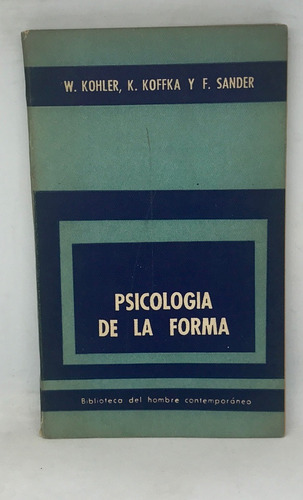 W. KOHLER, K. KOFFKA Y F. SANDER
PSICOLOGIA
DE LA FORMA
Biblioteca del hombre contemporáneo